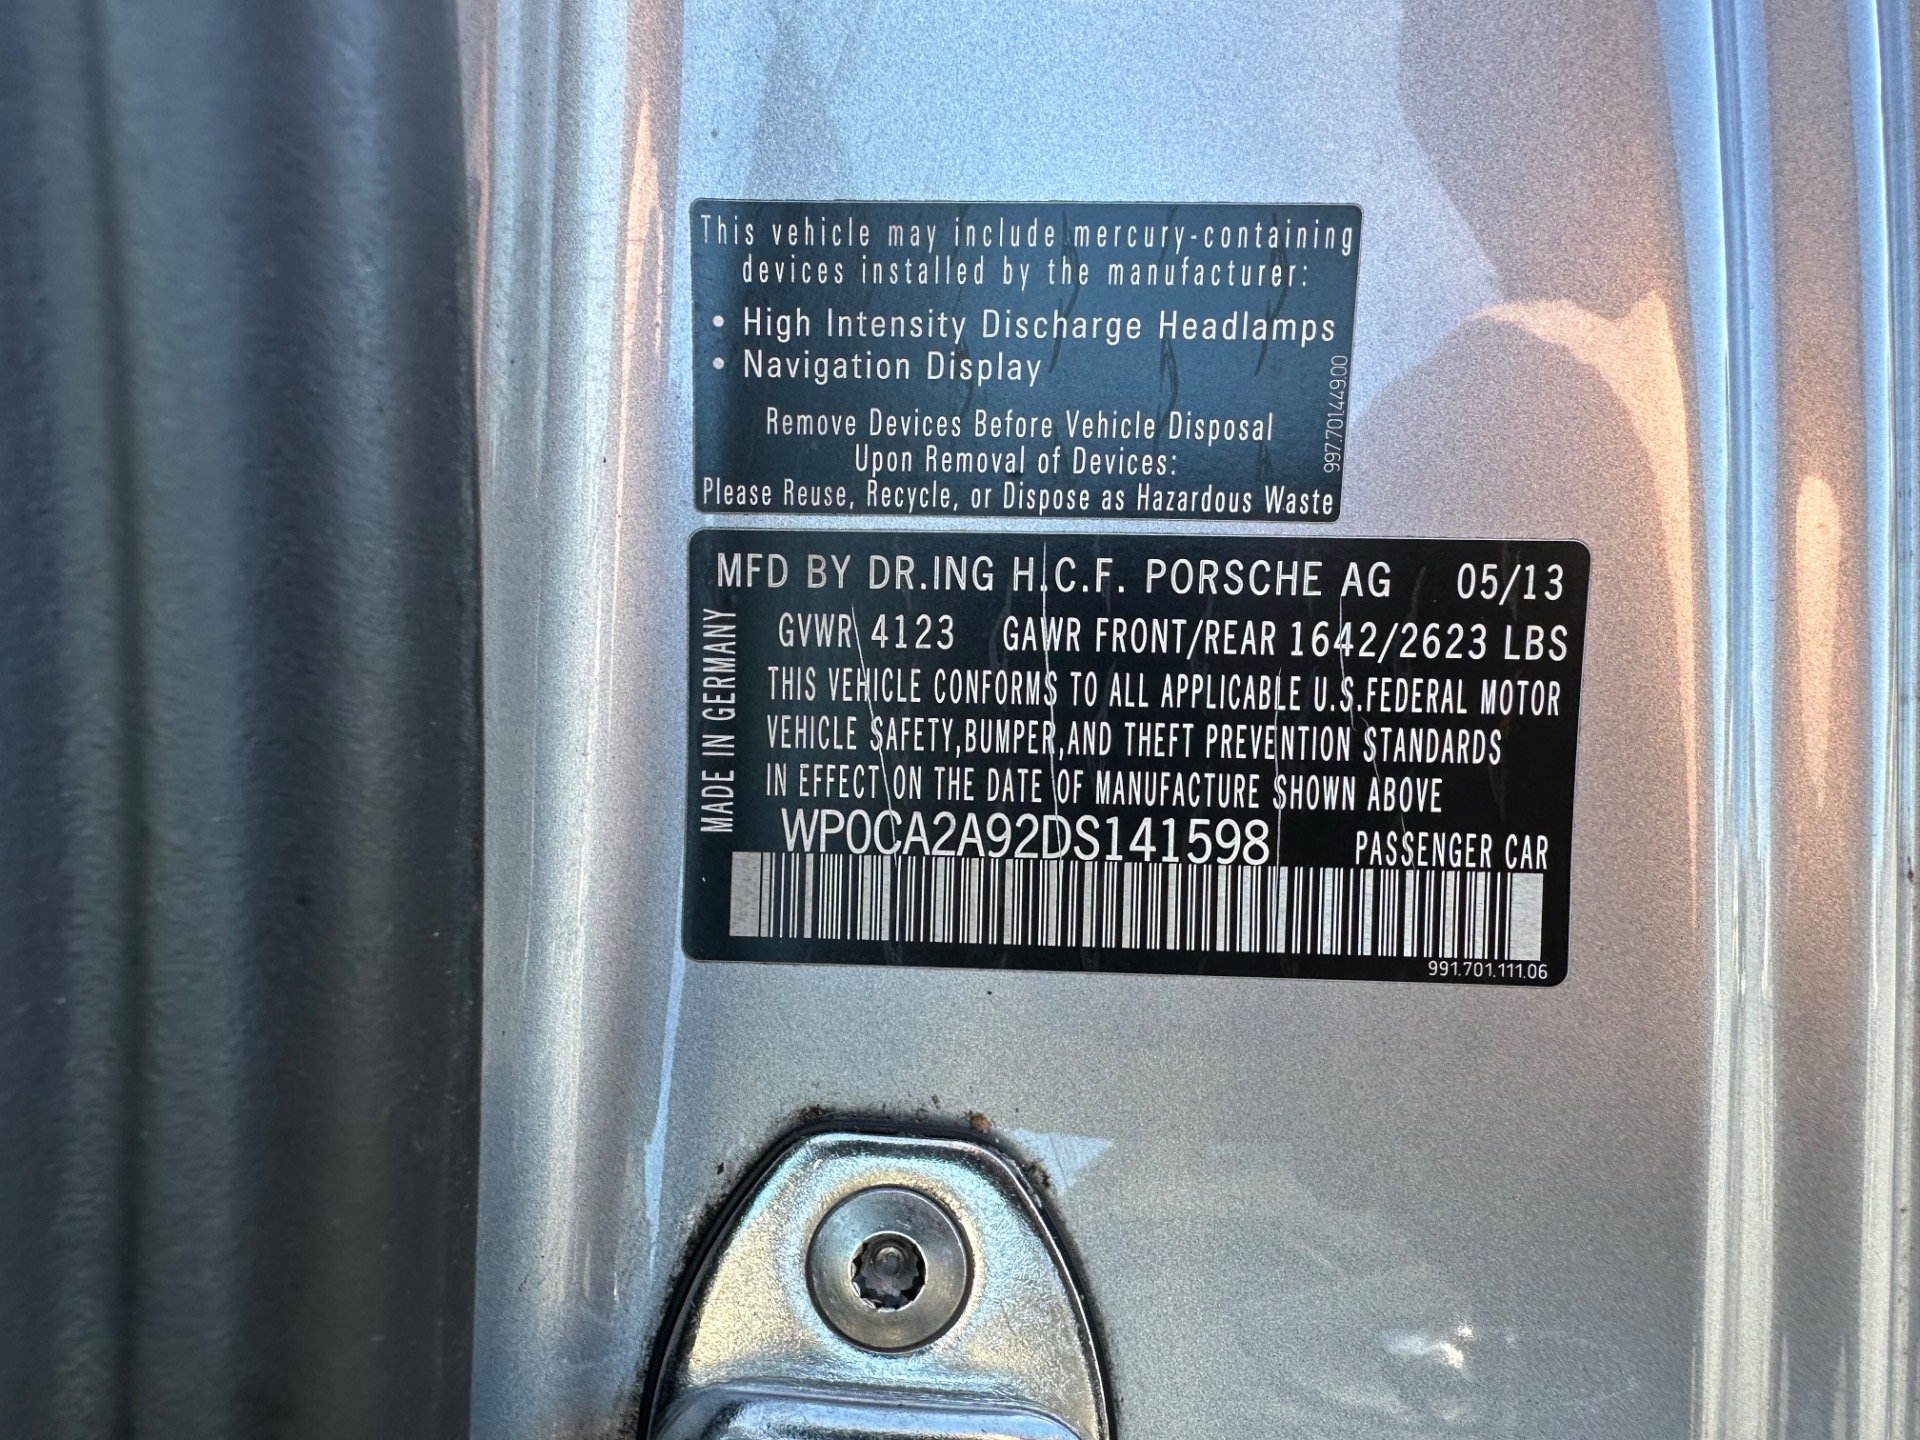 This vehicle may include mercury-containing
devices installed by the manufacturer:
• High Intensity Discharge Headlamps
• Navigation Display
Remove Devices Before Vehicle Disposal
Upon Removal of Devices:
Please Reuse, Recycle, or Dispose as Hazardous Waste
997.701.449.00
MFD BY DR.ING H.C.F. PORSCHE AG 05/13
GVWR 4123 GAWR FRONT/REAR 1642/2623 LBS
THIS VEHICLE CONFORMS TO ALL APPLICABLE U.S.FEDERAL MOTOR
VEHICLE SAFETY,BUMPER,AND THEFT PREVENTION STANDARDS
IN EFFECT ON THE DATE OF MANUFACTURE SHOWN ABOVE
WP0CA2A92DS141598 PASSENGER CAR
MADE IN GERMANY
991.701.111.06